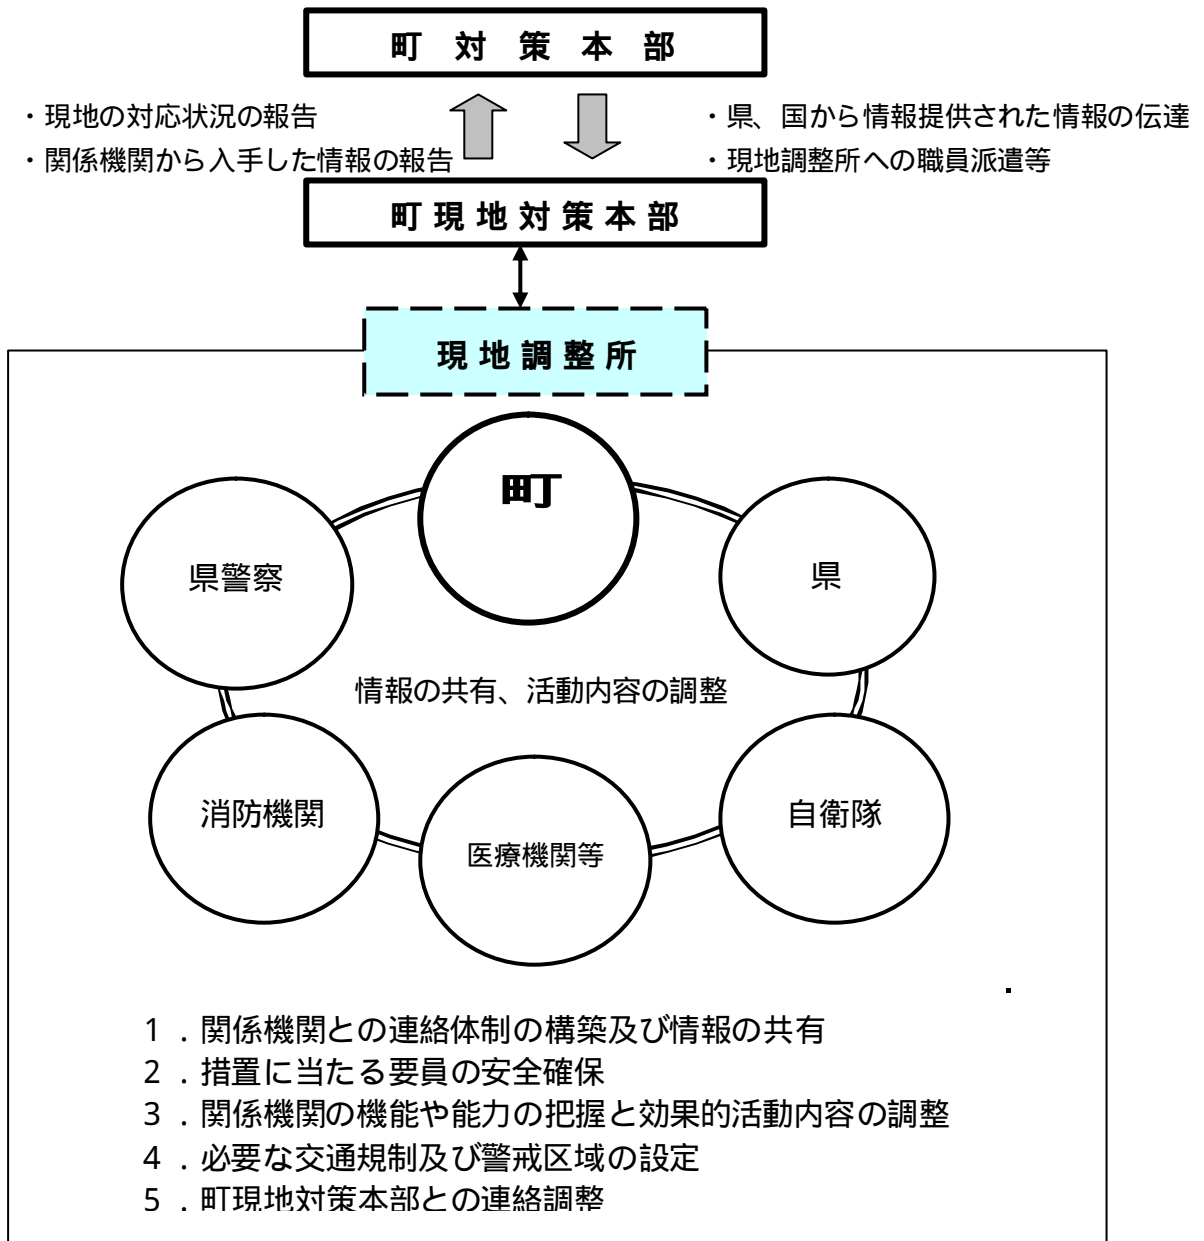 町対策本部
・現地の対応状況の報告
・関係機関から入手した情報の報告
・県、国から情報提供された情報の伝達
・現地調整所への職員派遣等
町現地対策本部
現地調整所
町
県警察
県
情報の共有、活動内容の調整
消防機関
医療機関等
自衛隊
1．関係機関との連絡体制の構築及び情報の共有
2．措置に当たる要員の安全確保
3．関係機関の機能や能力の把握と効果的活動内容の調整
4．必要な交通規制及び警戒区域の設定
5．町現地対策本部との連絡調整